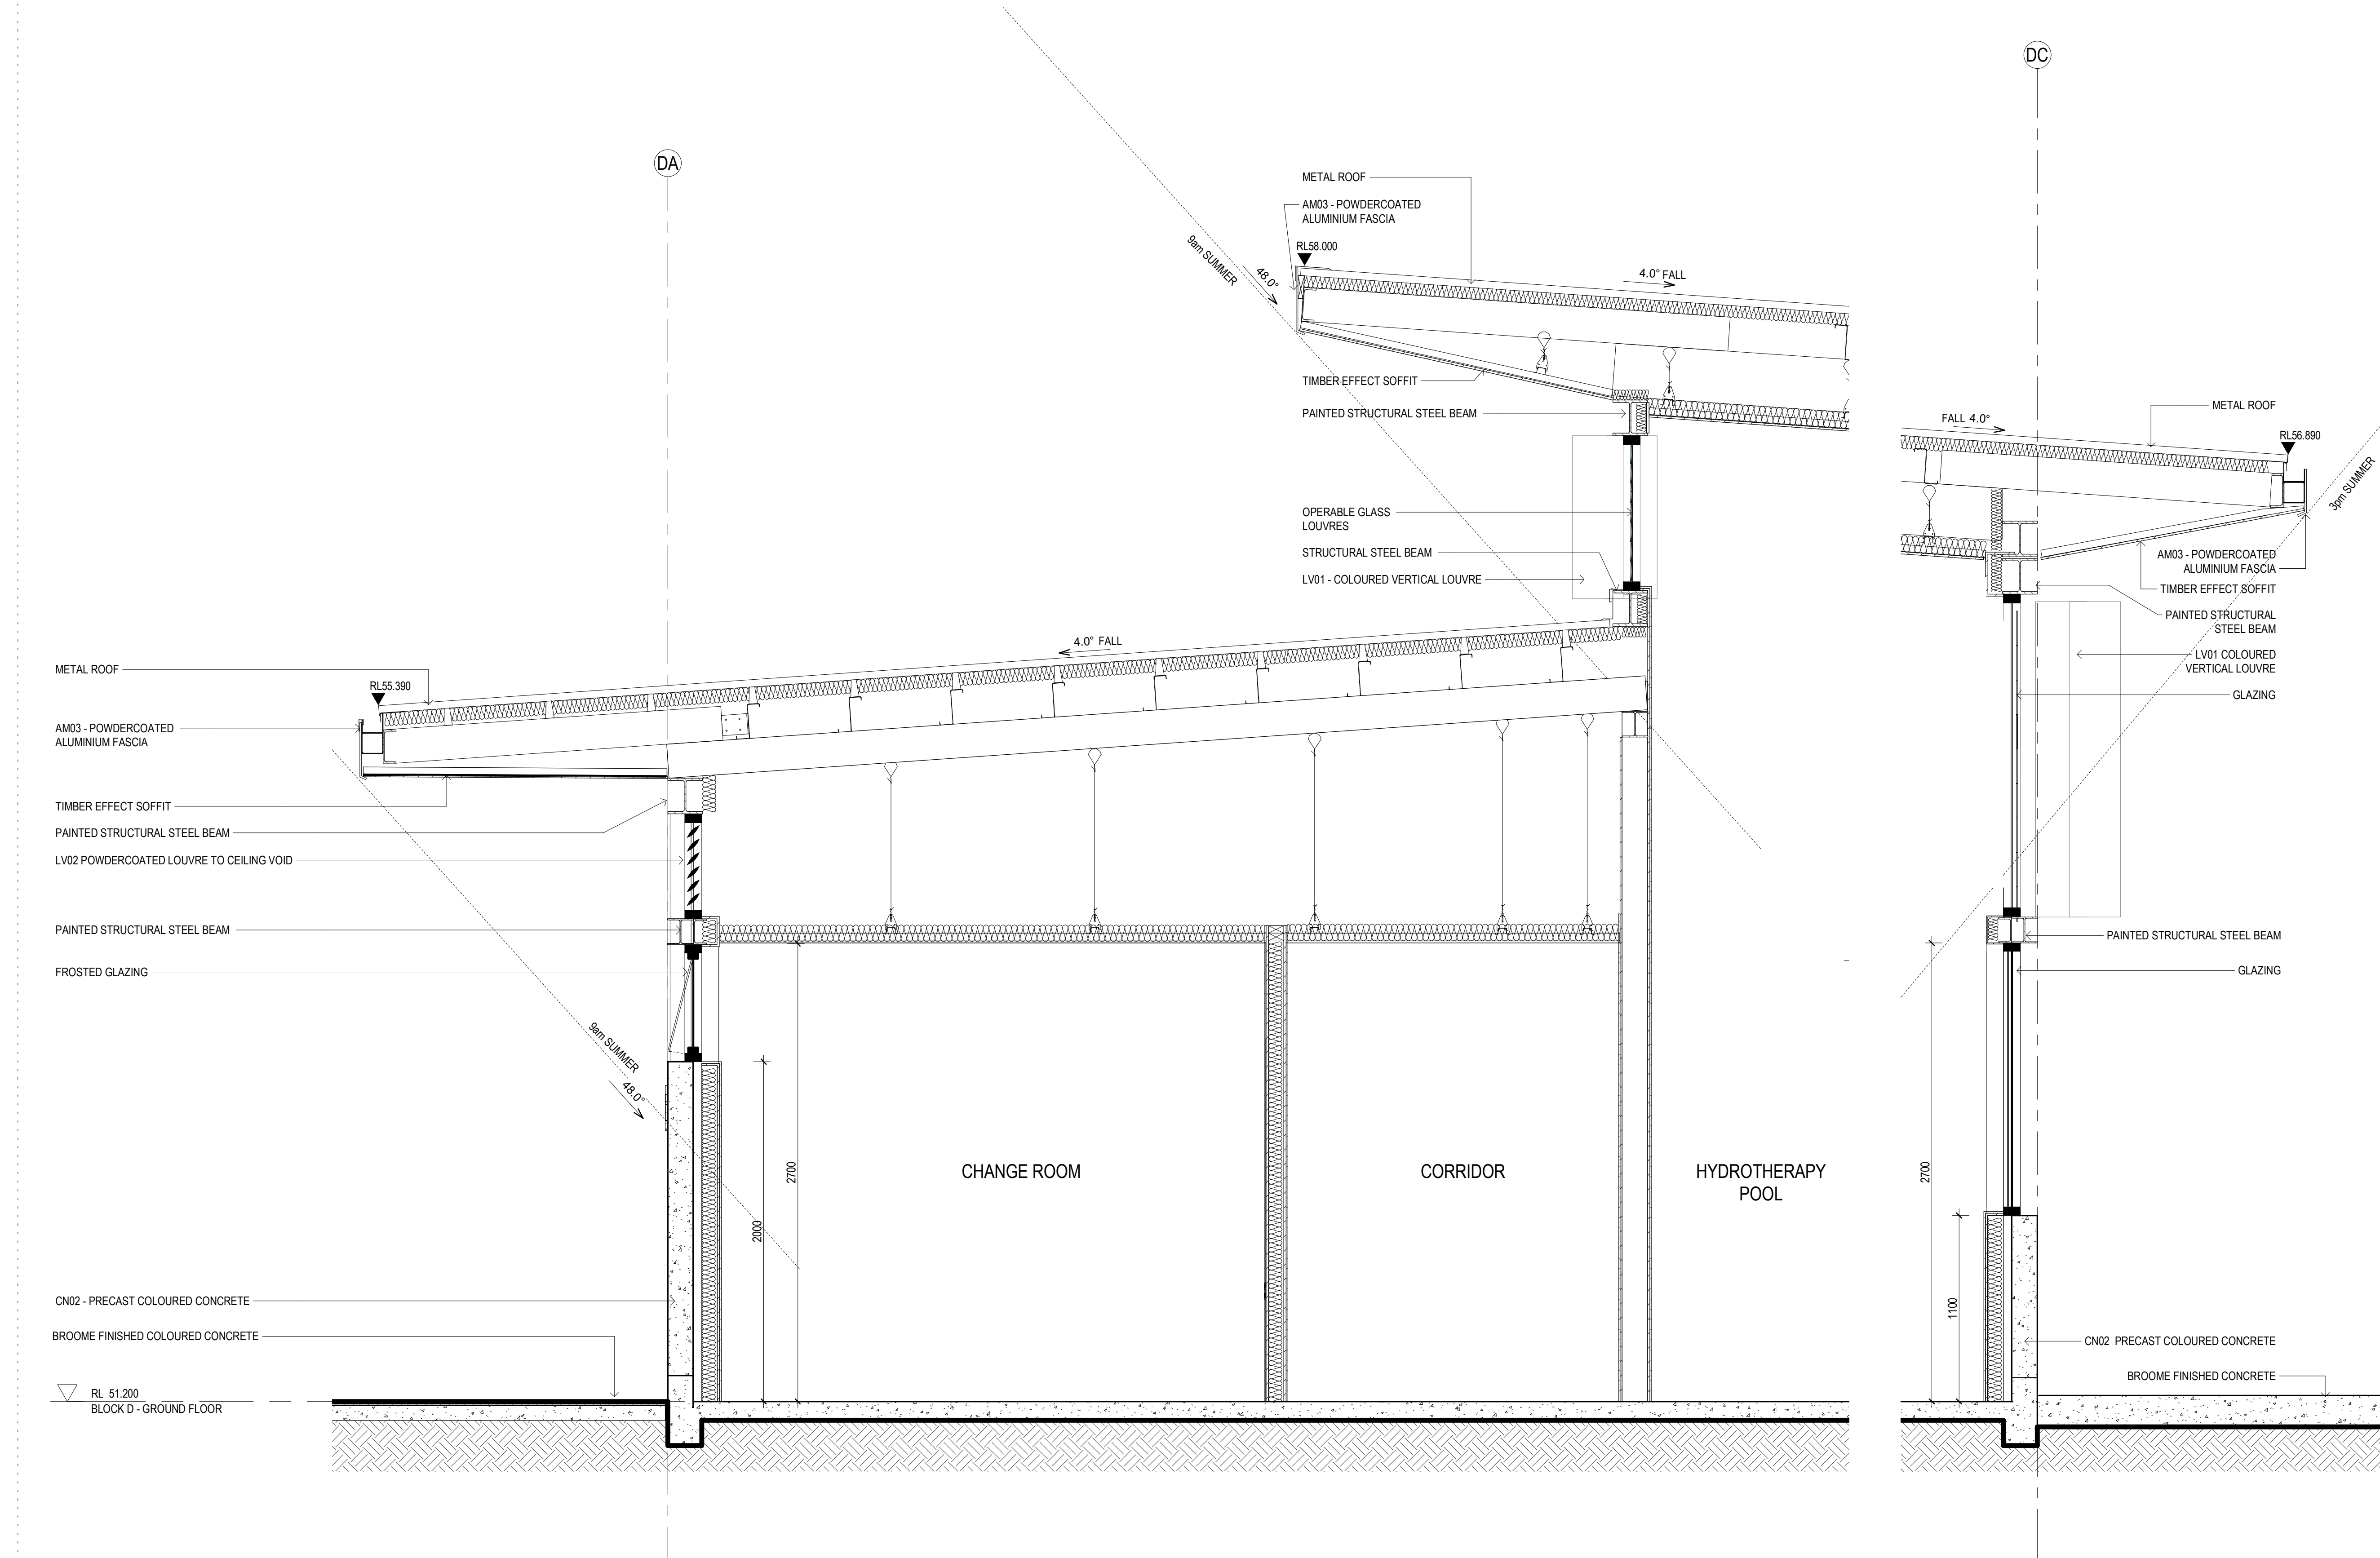 DC
DA
METAL ROOF
AM03 - POWDERCOATED
ALUMINIUM FASCIA
RL58.000
9am SUMMER
48.0°
4.0° FALL
TIMBER EFFECT SOFFIT
PAINTED STRUCTURAL STEEL BEAM
OPERABLE GLASS
LOUVRES
STRUCTURAL STEEL BEAM
LV01 - COLOURED VERTICAL LOUVRE
4.0° FALL
METAL ROOF
RL55.390
AM03 - POWDERCOATED
ALUMINIUM FASCIA
TIMBER EFFECT SOFFIT
PAINTED STRUCTURAL STEEL BEAM
LV02 POWDERCOATED LOUVRE TO CEILING VOID
PAINTED STRUCTURAL STEEL BEAM
FROSTED GLAZING
9am SUMMER
48.0°
2700
2000
CHANGE ROOM
CORRIDOR
HYDROTHERAPY
POOL
CN02 - PRECAST COLOURED CONCRETE
BROOME FINISHED COLOURED CONCRETE
RL 51.200
BLOCK D - GROUND FLOOR
METAL ROOF
FALL 4.0°
RL56.890
3pm SUMMER
AM03 - POWDERCOATED
ALUMINIUM FASCIA
TIMBER EFFECT SOFFIT
PAINTED STRUCTURAL
STEEL BEAM
LV01 COLOURED
VERTICAL LOUVRE
GLAZING
PAINTED STRUCTURAL STEEL BEAM
GLAZING
2700
1100
CN02 PRECAST COLOURED CONCRETE
BROOME FINISHED CONCRETE